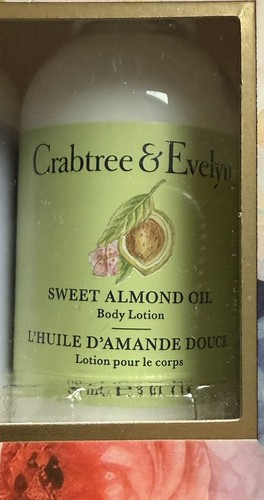 Crabtree & Evelyn
SWEET ALMOND OIL
Body Lotion
L'HUILE D'AMANDE DOUCE
Lotion pour le corps